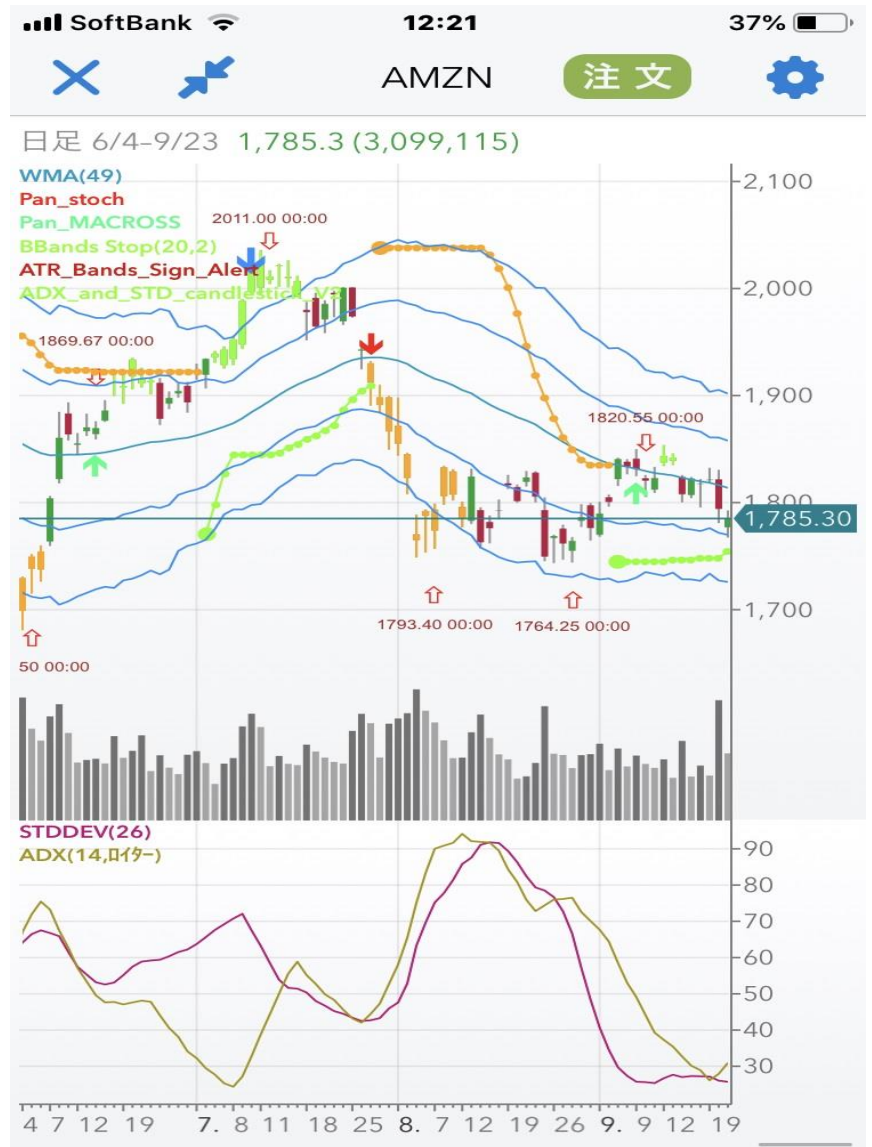 SoftBank 12:21 37%
AMZN 注文
日足 6/4-9/23 1,785.3 (3,099,115)
WMA(49)
Pan_stoch
Pan_MACROSS
BBands Stop(20,2)
ATR_Bands_Sign_Alert
ADX_and_STD_candlestick_V2
2011.00 00:00
1869.67 00:00
1820.55 00:00
1793.40 00:00
1764.25 00:00
50 00:00
2,100
2,000
1,900
1,800
1,785.30
1,700
STDDEV(26)
ADX(14,ロイター)
90
80
70
60
50
40
30
4 7 12 19 7. 8 11 18 25 8. 7 12 19 26 9. 9 12 19